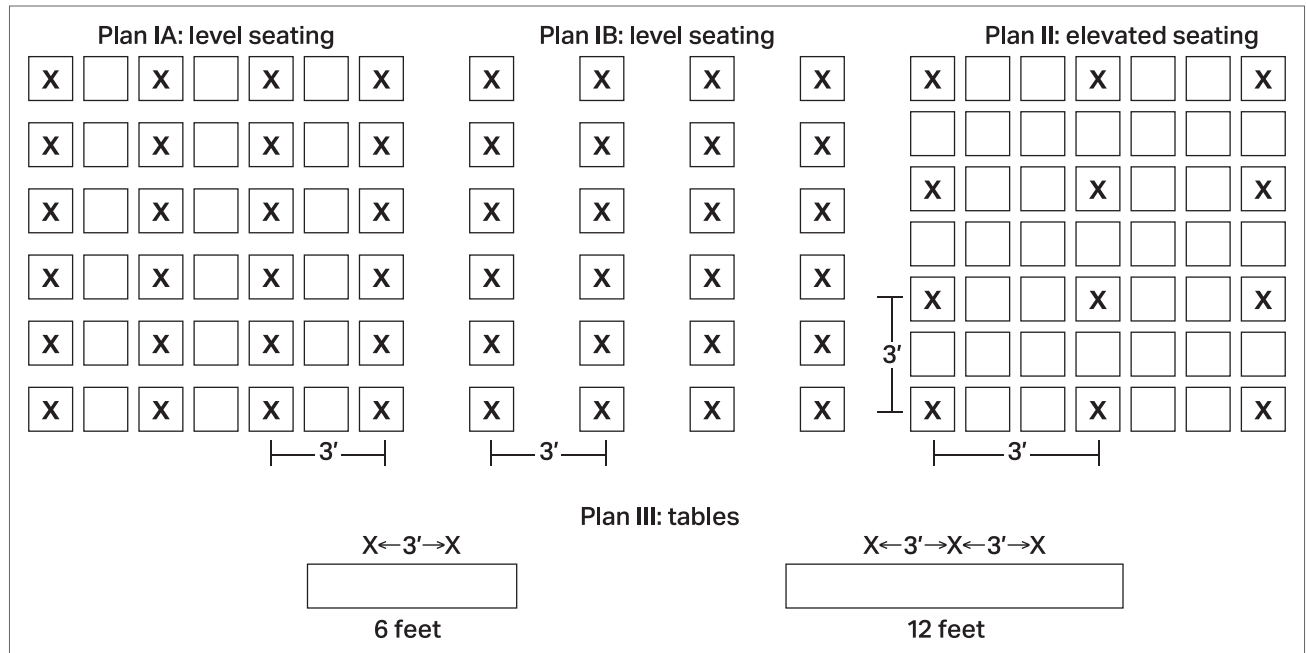 Plan IA: level seating Plan IB: level seating Plan II: elevated seating
X X X X X X X X X X X
X X X X X X X X
X X X X X X X X X X X
X X X X X X X X
X X X X X X X X X X X
3′
X X X X X X X X
X X X X X X X X X X X
3′ 3′ 3′
Plan III: tables
X←3′→X X←3′→X←3′→X
6 feet 12 feet